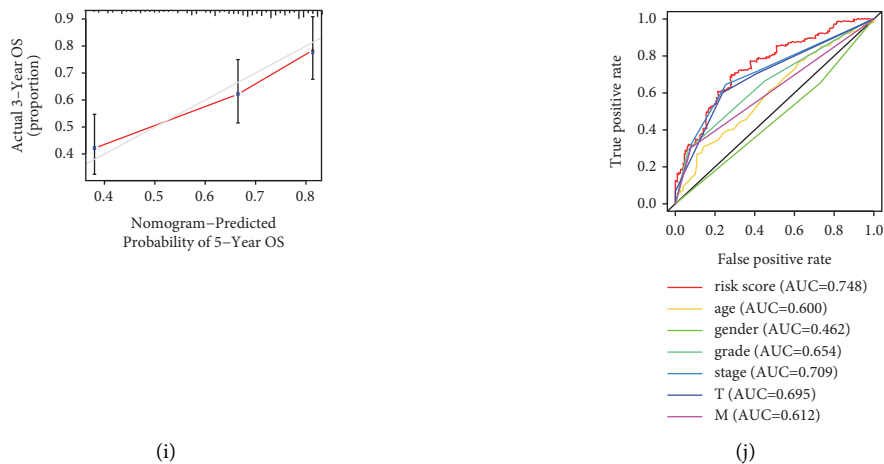 0.9
0.8
0.7
0.6
0.5
0.4
Actual 3−Year OS
(proportion)
0.4 0.5 0.6 0.7 0.8
Nomogram−Predicted
Probability of 5−Year OS
(i)
1.0
0.8
0.6
0.4
0.2
0.0
True positive rate
0.0 0.2 0.4 0.6 0.8 1.0
False positive rate
risk score (AUC=0.748)
age (AUC=0.600)
gender (AUC=0.462)
grade (AUC=0.654)
stage (AUC=0.709)
T (AUC=0.695)
M (AUC=0.612)
(j)